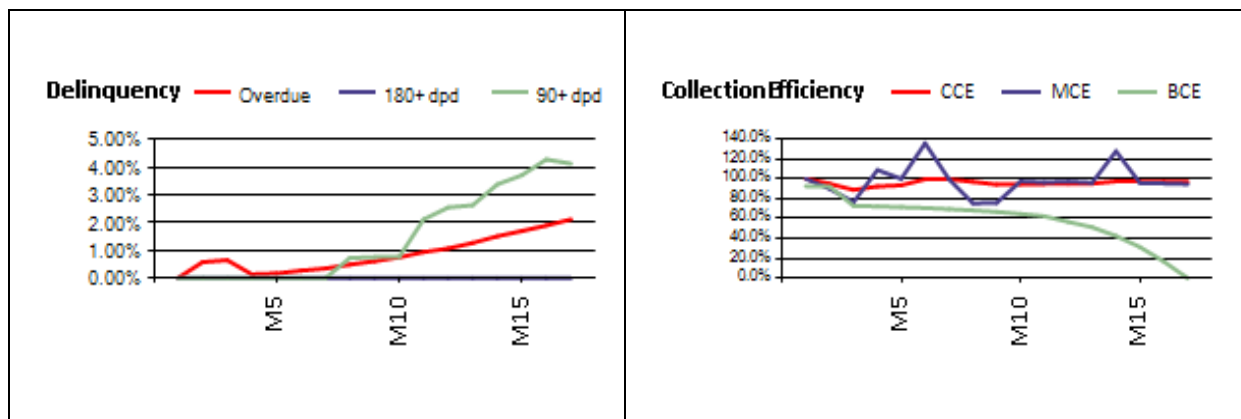 Delinquency Overdue 180+ dpd 90+ dpd
5.00%
4.00%
3.00%
2.00%
1.00%
0.00%
M5
M10
M15
Collection Efficiency CCE MCE BCE
140.0%
120.0%
100.0%
80.0%
60.0%
40.0%
20.0%
0.0%
M5
M10
M15